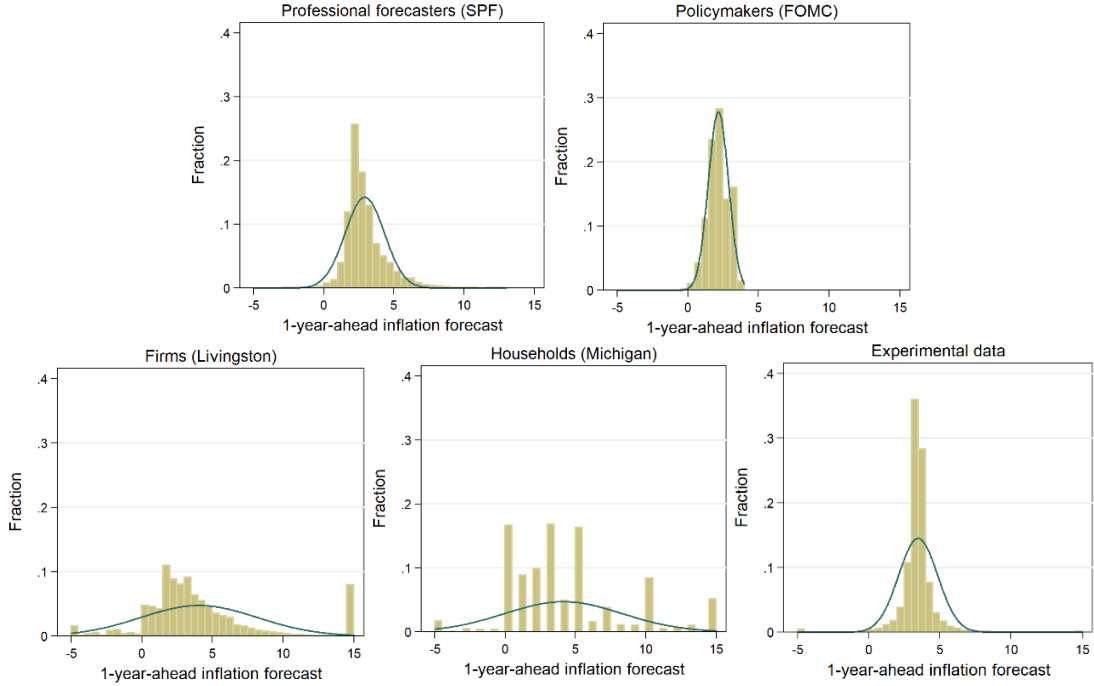 Professional forecasters (SPF)
.4
.3
.2
.1
0
Fraction
-5 0 5 10 15
1-year-ahead inflation forecast
Policymakers (FOMC)
.4
.3
.2
.1
0
Fraction
-5 0 5 10 15
1-year-ahead inflation forecast
Firms (Livingston)
.4
.3
.2
.1
0
Fraction
-5 0 5 10 15
1-year-ahead inflation forecast
Households (Michigan)
.4
.3
.2
.1
0
Fraction
-5 0 5 10 15
1-year-ahead inflation forecast
Experimental data
.4
.3
.2
.1
0
Fraction
-5 0 5 10 15
1-year-ahead inflation forecast